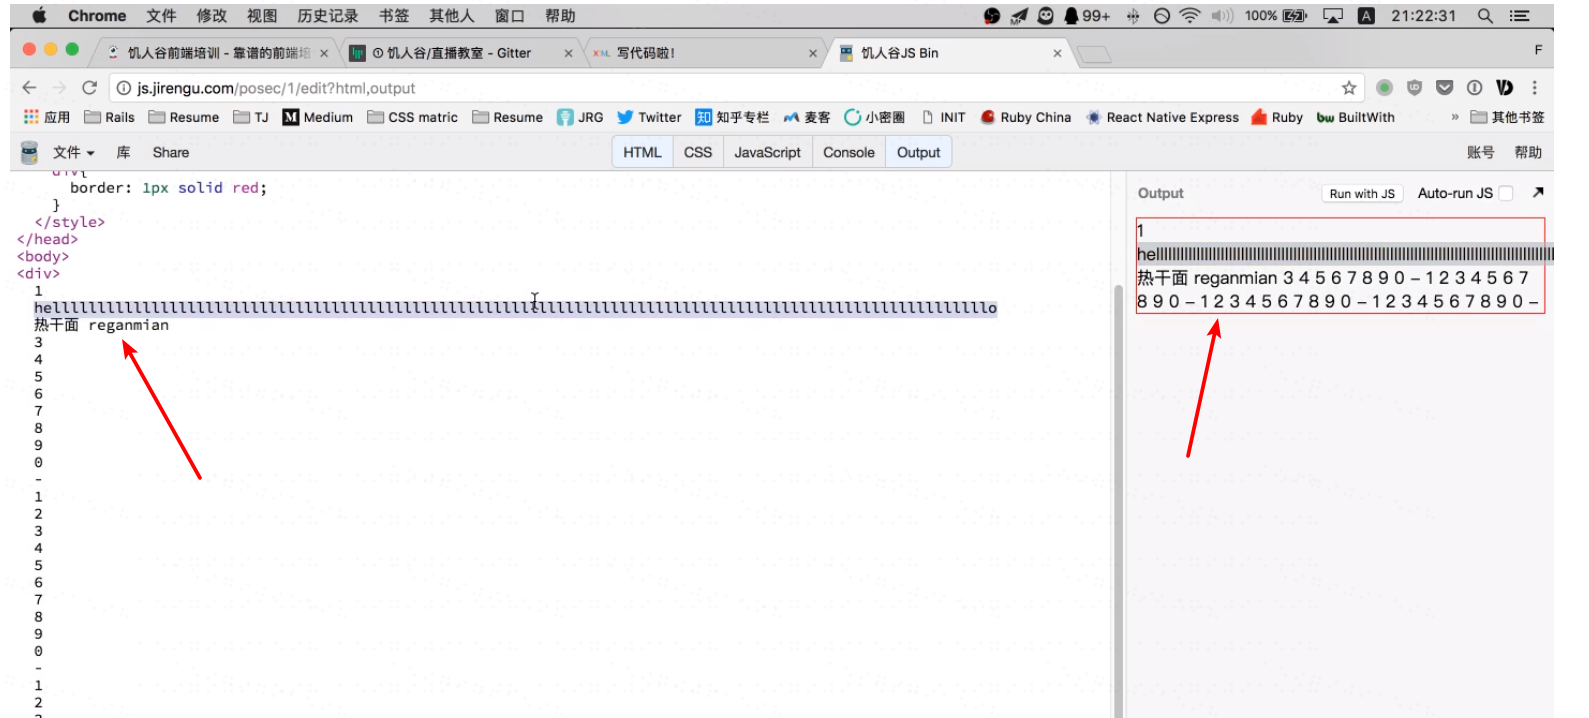 Chrome 文件 修改 视图 历史记录 书签 其他人 窗口 帮助 99+ 100% A 21:22:31
饥人谷前端培训 - 靠谱的前端培 × ① 饥人谷/直播教室 - Gitter × 写代码啦! × 饥人谷JS Bin × F
js.jirengu.com/posec/1/edit?html,output
应用 Rails Resume TJ M Medium CSS matric Resume JRG Twitter 知乎专栏 麦客 小密圈 INIT Ruby China React Native Express Ruby bw BuiltWith » 其他书签
文件 库 Share HTML CSS JavaScript Console Output 账号 帮助
div{
border: 1px solid red;
}
</style>
</head>
<body>
<div>
1
热干面 reganmian
3
4
5
6
7
8
9
0
-
1
2
3
4
5
6
7
8
9
0
-
1
2
Output Run with JS Auto-run JS
1
热干面 reganmian 3 4 5 6 7 8 9 0 – 1 2 3 4 5 6 7
8 9 0 – 1 2 3 4 5 6 7 8 9 0 – 1 2 3 4 5 6 7 8 9 0 –